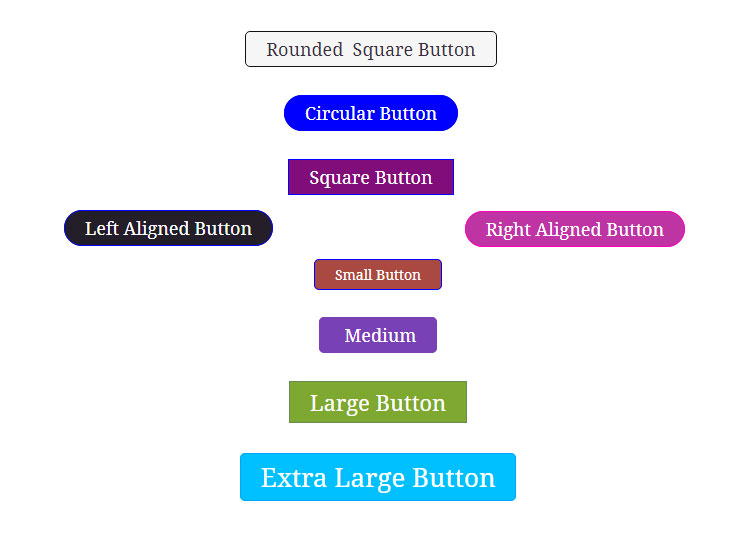 Rounded  Square Button
Circular Button
Square Button
Left Aligned Button
Right Aligned Button
Small Button
Medium
Large Button
Extra Large Button